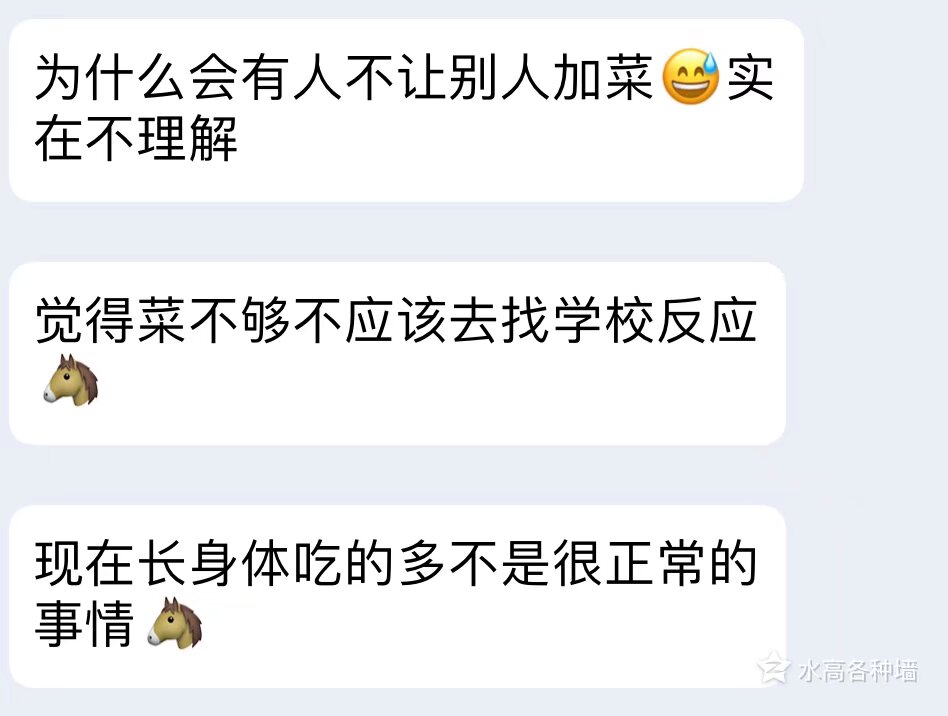 为什么会有人不让别人加菜😅实
在不理解
觉得菜不够不应该去找学校反应
🐴
现在长身体吃的多不是很正常的
事情🐴
水高各种墙